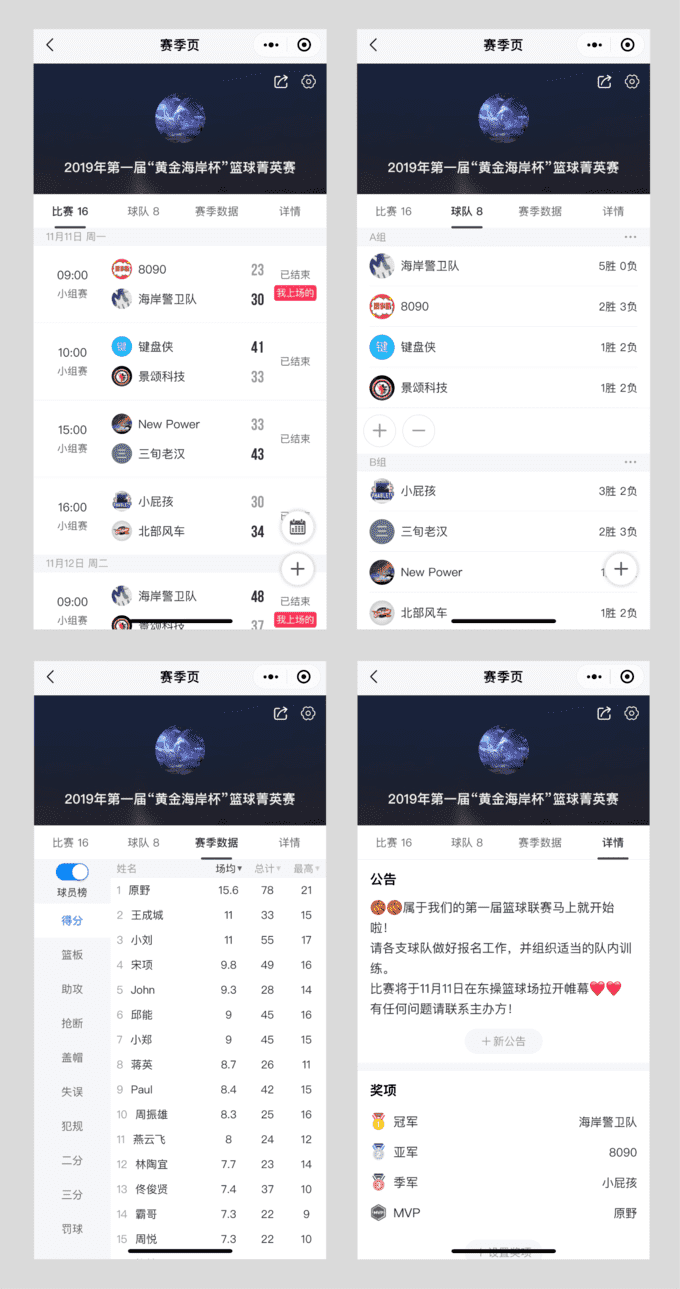 赛季页
2019年第一届“黄金海岸杯”篮球菁英赛
比赛 16 球队 8 赛季数据 详情
11月11日 周一
09:00 小组赛
8090 23
海岸警卫队 30
已结束
我上场的
10:00 小组赛
键盘侠 41
景颂科技 33
已结束
15:00 小组赛
New Power 33
三旬老汉 43
已结束
16:00 小组赛
小屁孩 30
北部风车 34
11月12日 周二
09:00 小组赛
海岸警卫队 48
景颂科技 37
已结束
我上场的
赛季页
2019年第一届“黄金海岸杯”篮球菁英赛
比赛 16 球队 8 赛季数据 详情
A组
海岸警卫队 5胜 0负
8090 2胜 3负
键 键盘侠 1胜 2负
景颂科技 1胜 2负
B组
小屁孩 3胜 2负
三旬老汉 2胜 3负
New Power
北部风车 1胜 2负
赛季页
2019年第一届“黄金海岸杯”篮球菁英赛
比赛 16 球队 8 赛季数据 详情
球员榜
得分
篮板
助攻
抢断
盖帽
失误
犯规
二分
三分
罚球
姓名 场均 总计 最高
1 原野 15.6 78 21
2 王成城 11 33 15
3 小刘 11 55 17
4 宋项 9.8 49 16
5 John 9.3 28 14
6 邱能 9 45 16
7 小郑 9 45 15
8 蒋英 8.7 26 11
9 Paul 8.4 42 15
10 周振雄 8.3 25 16
11 燕云飞 8 24 12
12 林陶宜 7.7 23 14
13 佟俊贤 7.4 37 10
14 霸哥 7.3 22 9
15 周悦 7.3 22 10
赛季页
2019年第一届“黄金海岸杯”篮球菁英赛
比赛 16 球队 8 赛季数据 详情
公告
属于我们的第一届篮球联赛马上就开始
啦！
请各支球队做好报名工作，并组织适当的队内训
练。
比赛将于11月11日在东操篮球场拉开帷幕❤️❤️
有任何问题请联系主办方！
＋新公告
奖项
冠军 海岸警卫队
亚军 8090
季军 小屁孩
MVP 原野
＋设置奖项